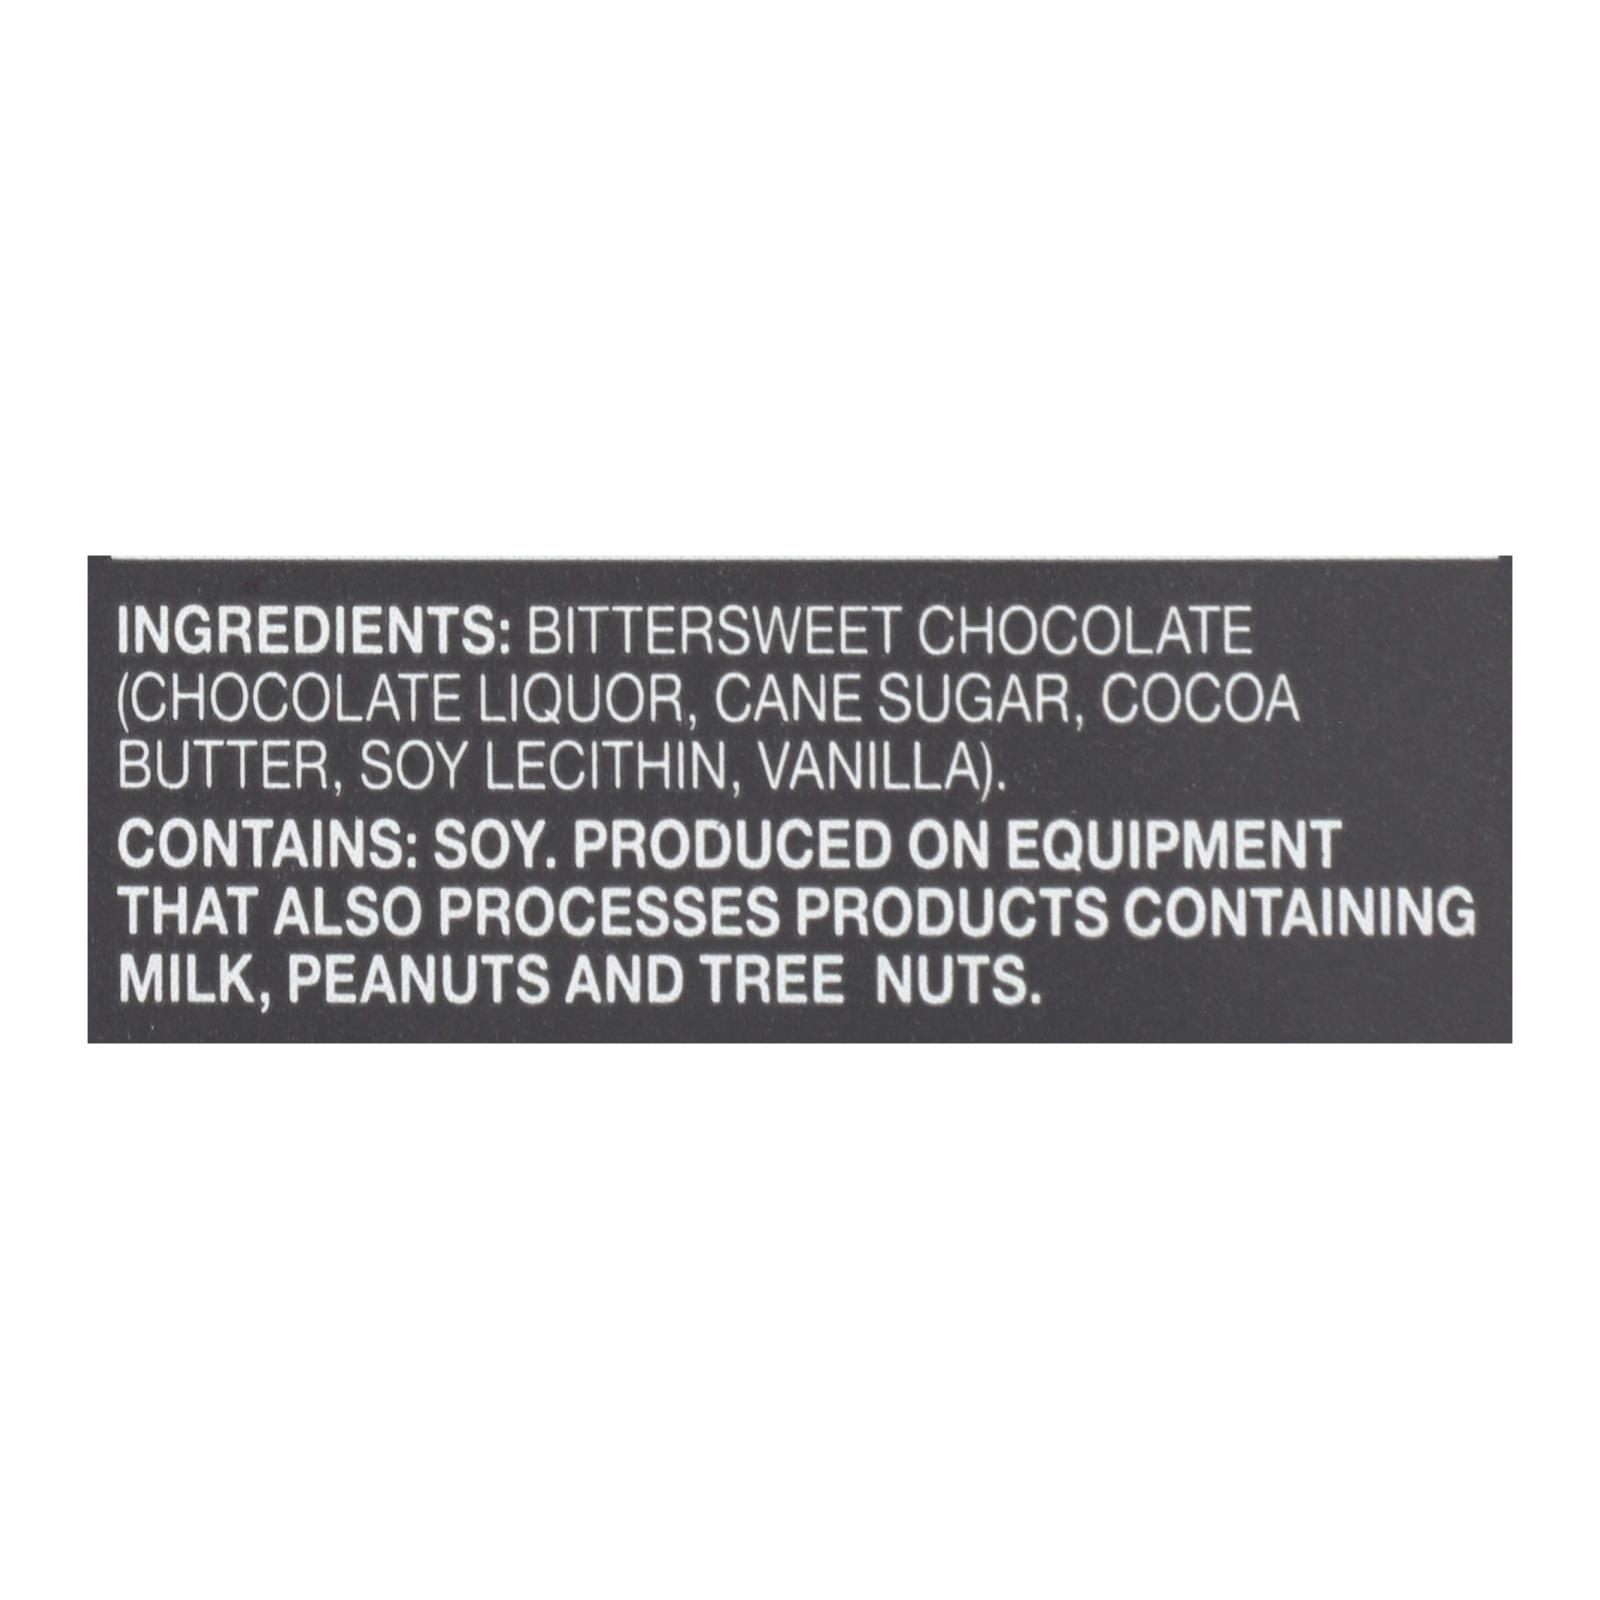 INGREDIENTS: BITTERSWEET CHOCOLATE
(CHOCOLATE LIQUOR, CANE SUGAR, COCOA
BUTTER, SOY LECITHIN, VANILLA).
CONTAINS: SOY. PRODUCED ON EQUIPMENT
THAT ALSO PROCESSES PRODUCTS CONTAINING
MILK, PEANUTS AND TREE NUTS.